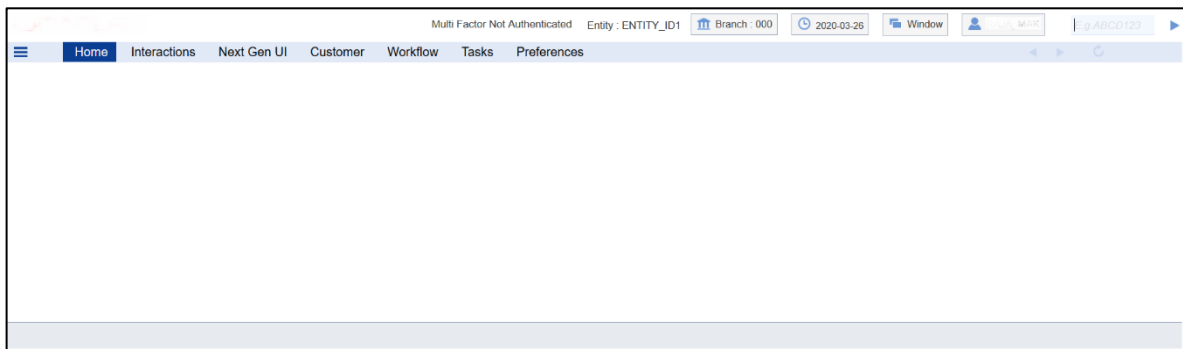 Multi Factor Not Authenticated Entity : ENTITY_ID1 Branch : 000 2020-03-26 Window E.g.ABCD123
Home Interactions Next Gen UI Customer Workflow Tasks Preferences